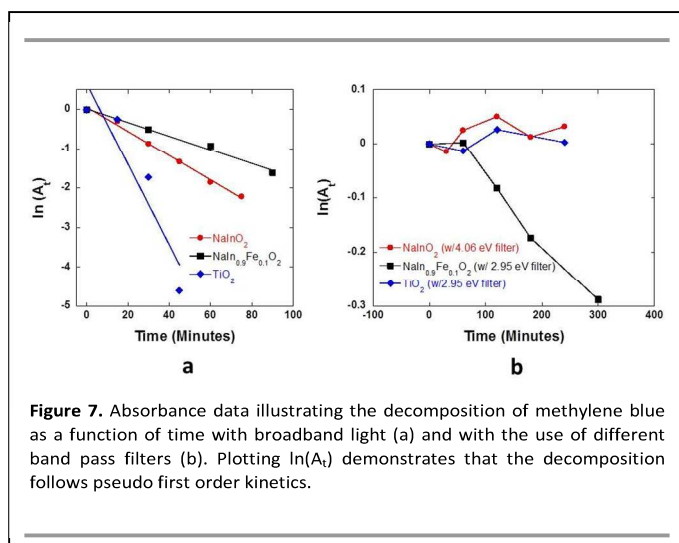 0
-1
-2
-3
-4
-5
ln (At)
NaInO2
NaIn0.9Fe0.1O2
TiO2
0 20 40 60 80 100
Time (Minutes)
a
0.1
0
-0.1
-0.2
-0.3
ln(At)
NaInO2 (w/4.06 eV filter)
NaIn0.9Fe0.1O2 (w/ 2.95 eV filter)
TiO2 (w/2.95 eV filter)
-100 0 100 200 300 400
Time (Minutes)
b
Figure 7. Absorbance data illustrating the decomposition of methylene blue
as a function of time with broadband light (a) and with the use of different
band pass filters (b). Plotting ln(At) demonstrates that the decomposition
follows pseudo first order kinetics.